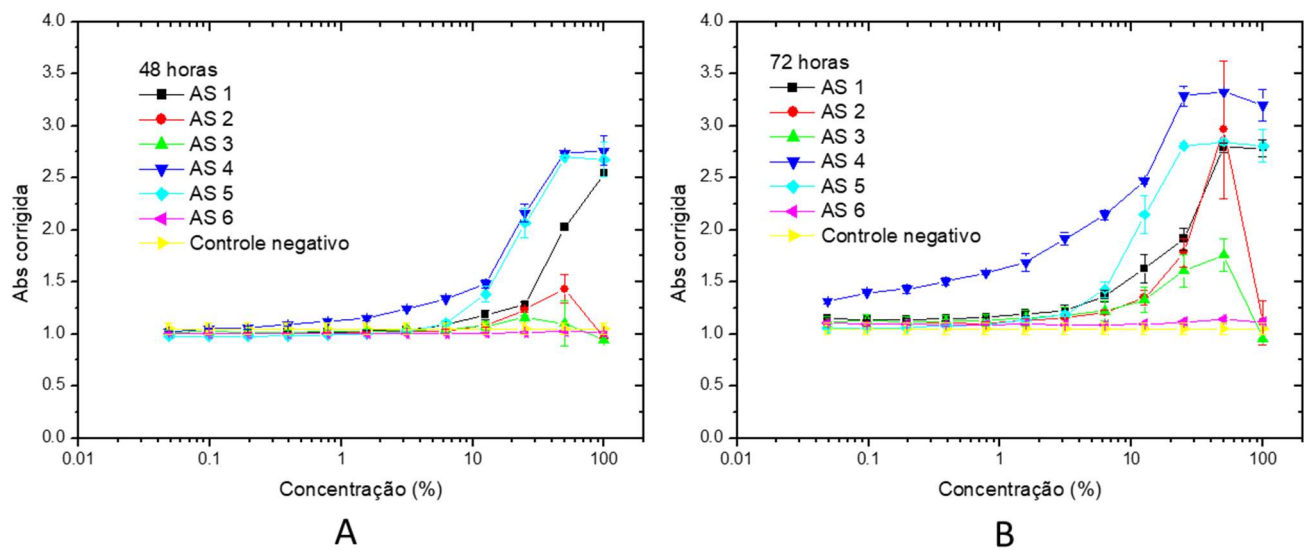 4.0
3.5
3.0
2.5
2.0
1.5
1.0
0.5
0.0
Abs corrigida
48 horas
AS 1
AS 2
AS 3
AS 4
AS 5
AS 6
Controle negativo
0.01
0.1
1
10
100
Concentração (%)
A
4.0
3.5
3.0
2.5
2.0
1.5
1.0
0.5
0.0
Abs corrigida
72 horas
AS 1
AS 2
AS 3
AS 4
AS 5
AS 6
Controle negativo
0.01
0.1
1
10
100
Concentração (%)
B